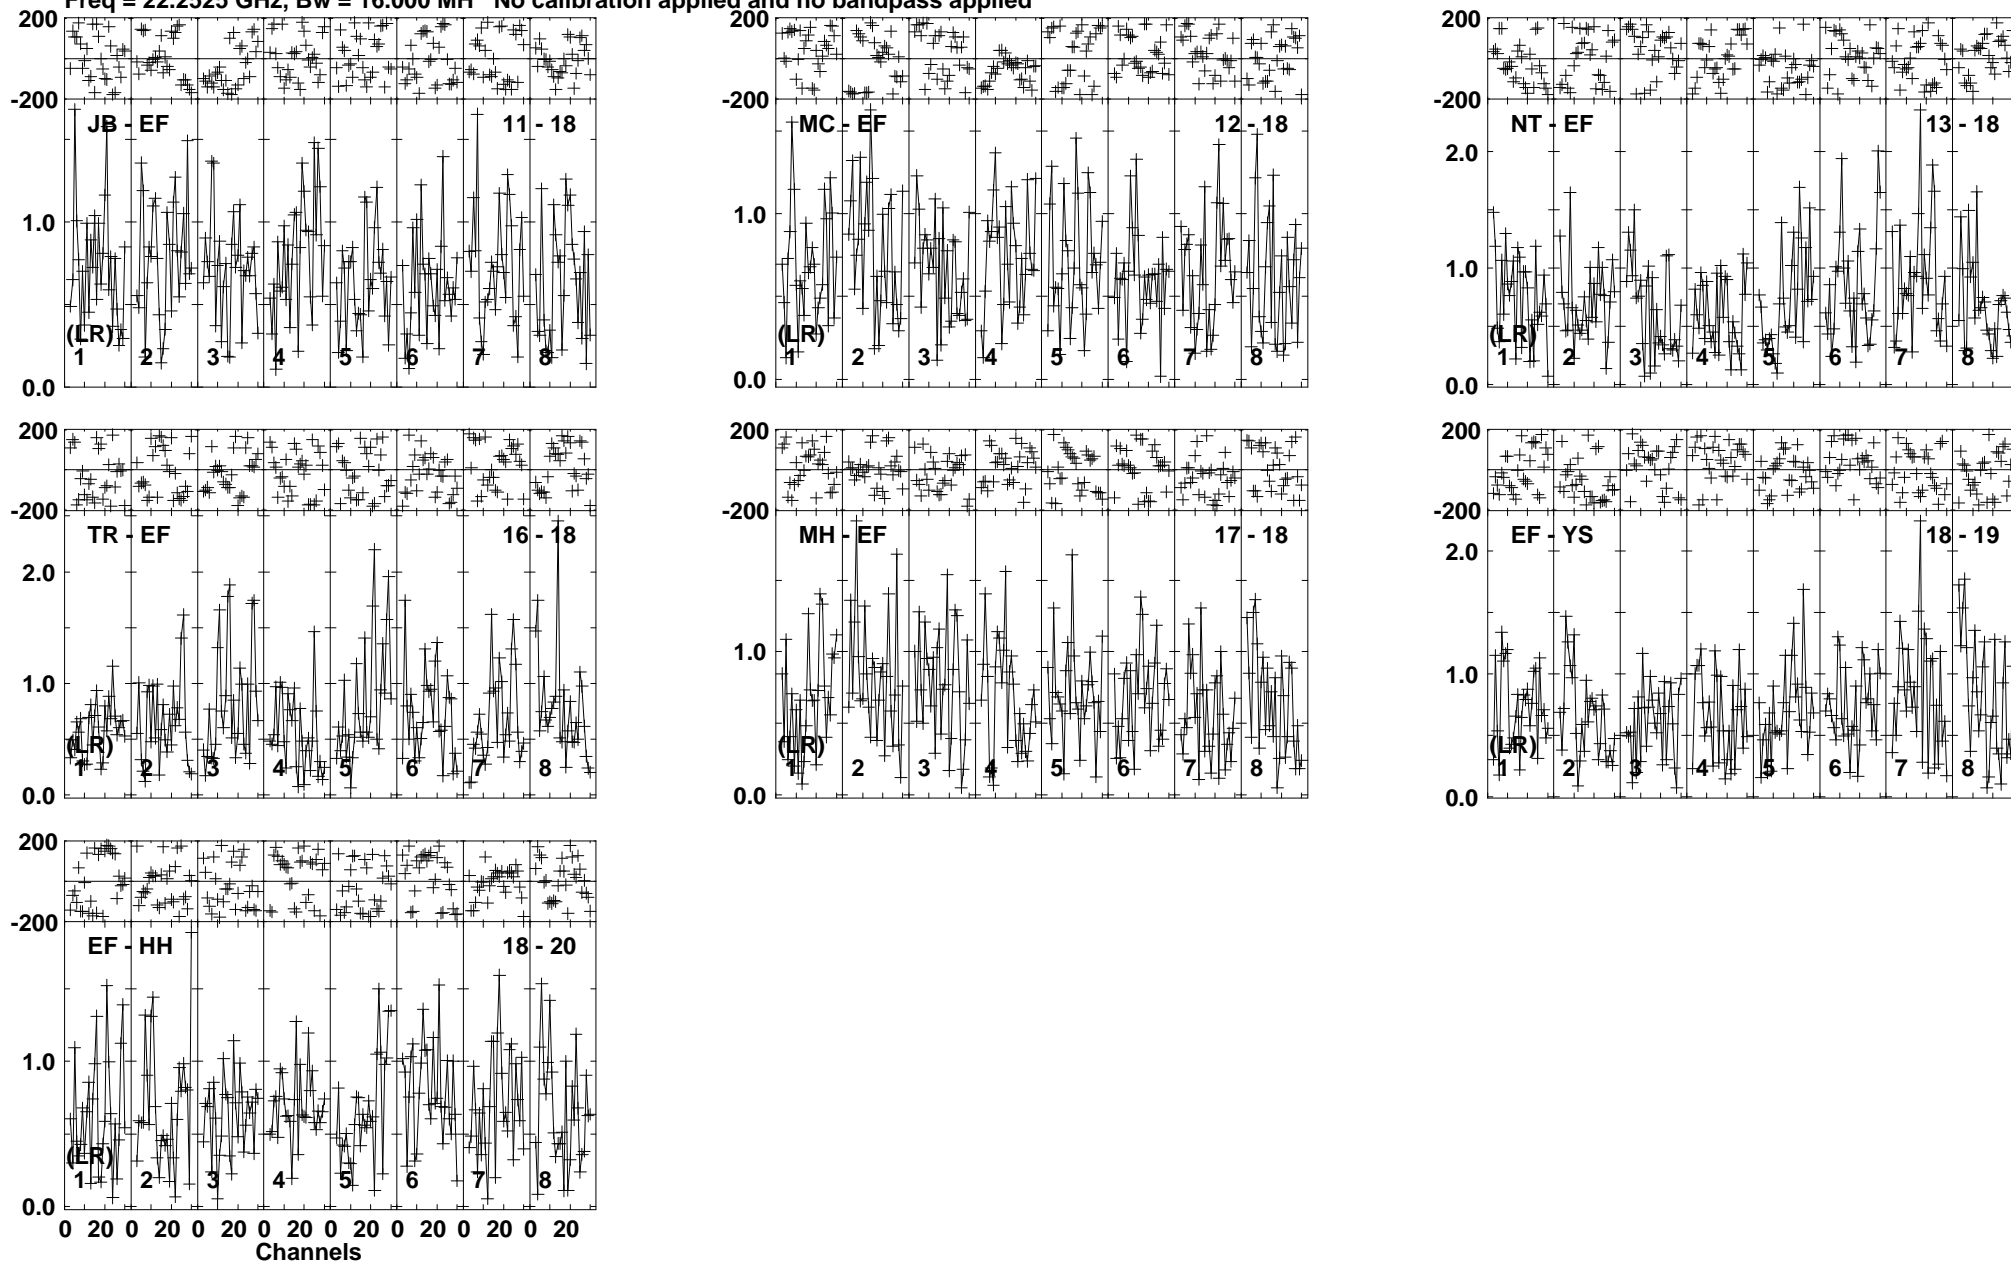 Freq = 22.2525 GHz, Bw = 16.000 MH No calibration applied and no bandpass applied
200
-200
JB - EF 11 - 18
1.0
(LR)
1 2 3 4 5 6 7 8
0.0
200
-200
MC - EF 12 - 18
1.0
(LR)
1 2 3 4 5 6 7 8
0.0
200
-200
NT - EF 13 - 18
2.0
1.0
(LR)
1 2 3 4 5 6 7 8
0.0
200
-200
TR - EF 16 - 18
2.0
1.0
(LR)
1 2 3 4 5 6 7 8
0.0
200
-200
MH - EF 17 - 18
1.0
(LR)
1 2 3 4 5 6 7 8
0.0
200
-200
EF - YS 18 - 19
2.0
1.0
(LR)
1 2 3 4 5 6 7 8
0.0
200
-200
EF - HH 18 - 20
1.0
(LR)
1 2 3 4 5 6 7 8
0.0
0 20 0 20 0 20 0 20 0 20 0 20 0 20 0 20
Channels